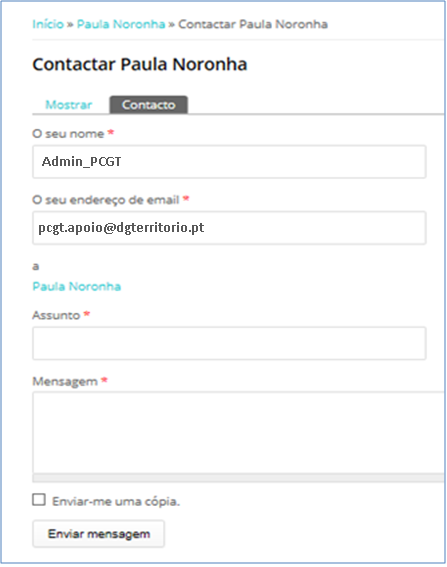 Início » Paula Noronha » Contactar Paula Noronha
Contactar Paula Noronha
Mostrar Contacto
O seu nome *
Admin_PCGT
O seu endereço de email *
pcgt.apoio@dgterritorio.pt
a
Paula Noronha
Assunto *
Mensagem *
Enviar-me uma cópia.
Enviar mensagem